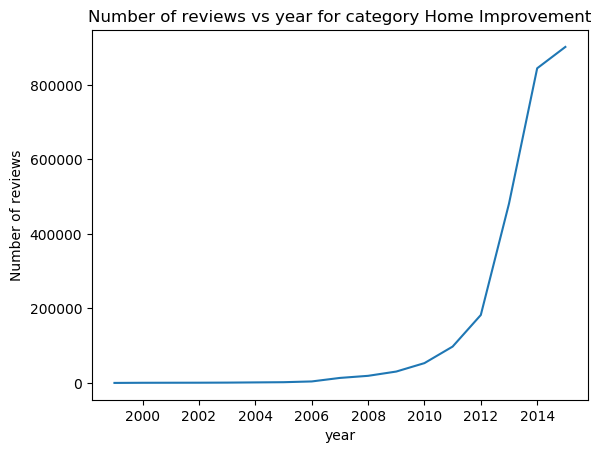 Number of reviews vs year for category Home Improvement
Number of reviews
800000
600000
400000
200000
0
2000 2002 2004 2006 2008 2010 2012 2014
year